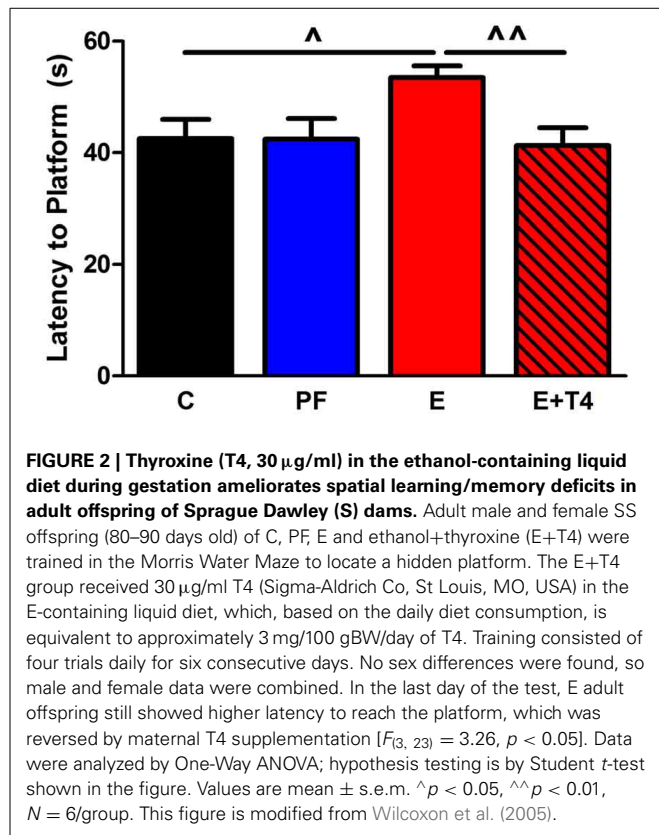 ^ ^^
60
40
20
0
Latency to Platform (s)
C PF E E+T4
FIGURE 2 | Thyroxine (T4, 30 μg/ml) in the ethanol-containing liquid
diet during gestation ameliorates spatial learning/memory deficits in
adult offspring of Sprague Dawley (S) dams. Adult male and female SS
offspring (80–90 days old) of C, PF, E and ethanol+thyroxine (E+T4) were
trained in the Morris Water Maze to locate a hidden platform. The E+T4
group received 30 μg/ml T4 (Sigma-Aldrich Co, St Louis, MO, USA) in the
E-containing liquid diet, which, based on the daily diet consumption, is
equivalent to approximately 3 mg/100 gBW/day of T4. Training consisted of
four trials daily for six consecutive days. No sex differences were found, so
male and female data were combined. In the last day of the test, E adult
offspring still showed higher latency to reach the platform, which was
reversed by maternal T4 supplementation [F(3, 23) = 3.26, p < 0.05]. Data
were analyzed by One-Way ANOVA; hypothesis testing is by Student t-test
shown in the figure. Values are mean ± s.e.m. ^p < 0.05, ^^p < 0.01,
N = 6/group. This figure is modified from Wilcoxon et al. (2005).